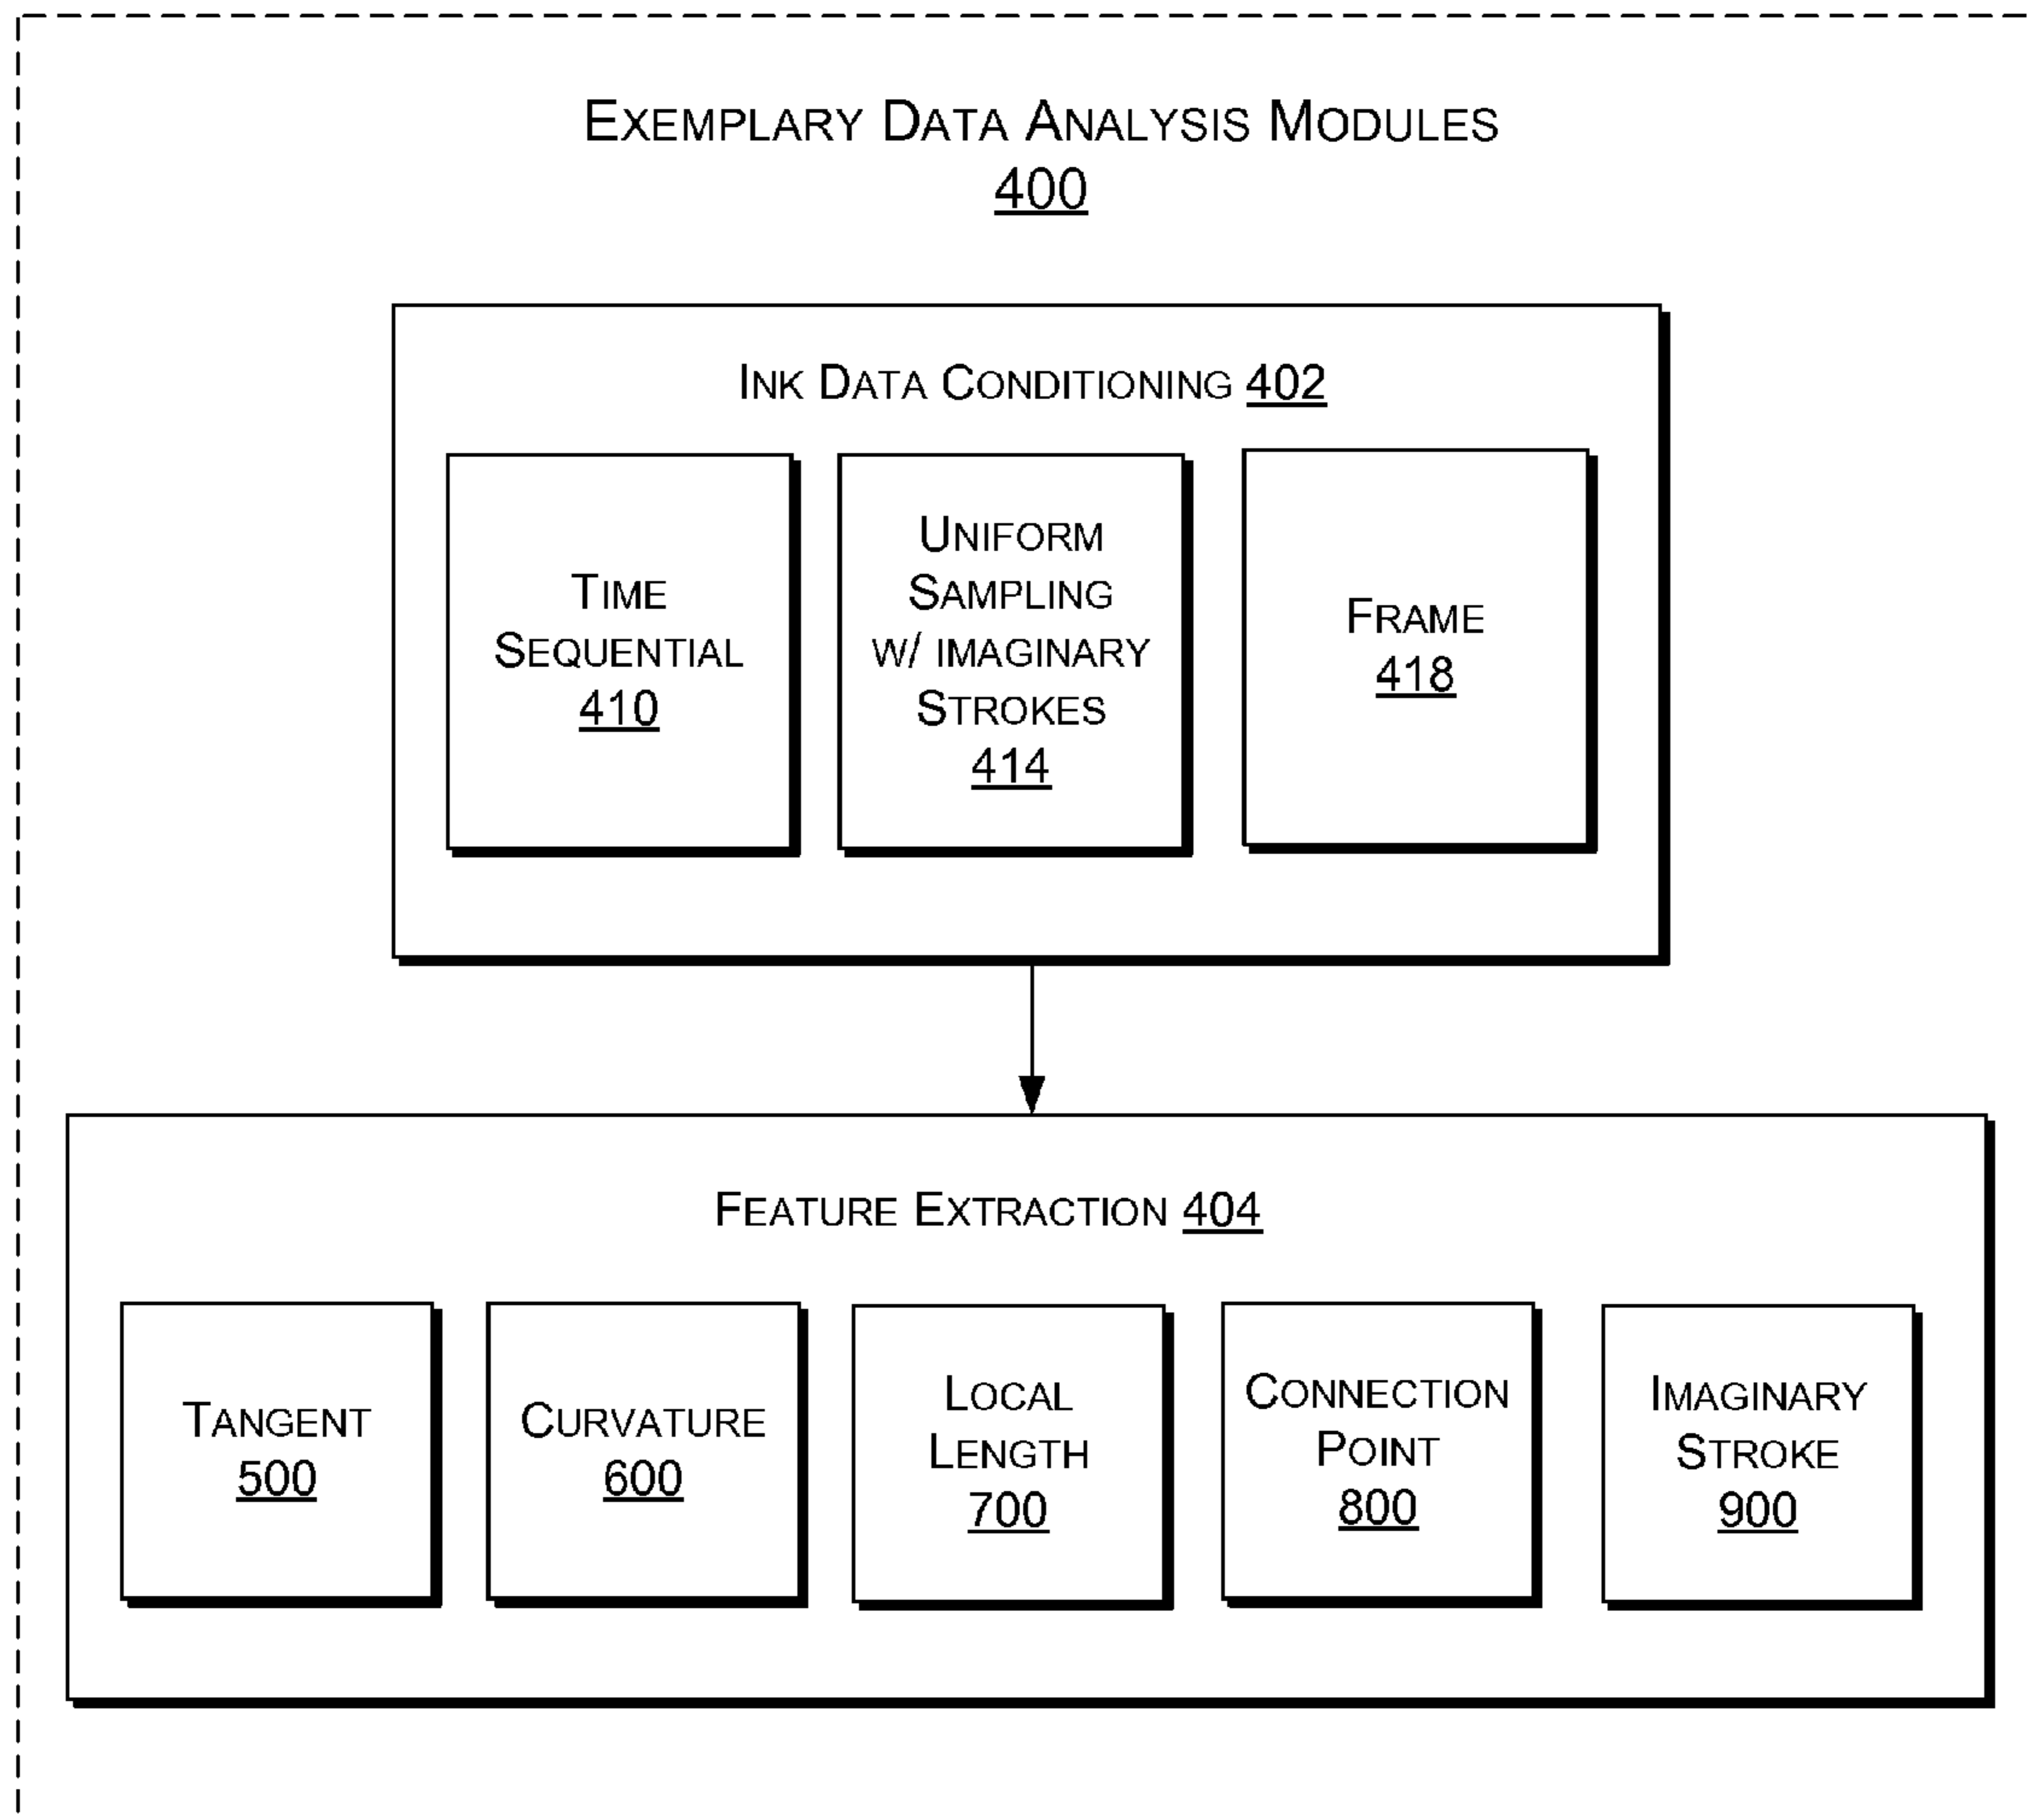 EXEMPLARY DATA ANALYSIS MODULES
400
INK DATA CONDITIONING 402
TIME
SEQUENTIAL
410
UNIFORM
SAMPLING
W/ IMAGINARY
STROKES
414
FRAME
418
FEATURE EXTRACTION 404
TANGENT
500
CURVATURE
600
LOCAL
LENGTH
700
CONNECTION
POINT
800
IMAGINARY
STROKE
900